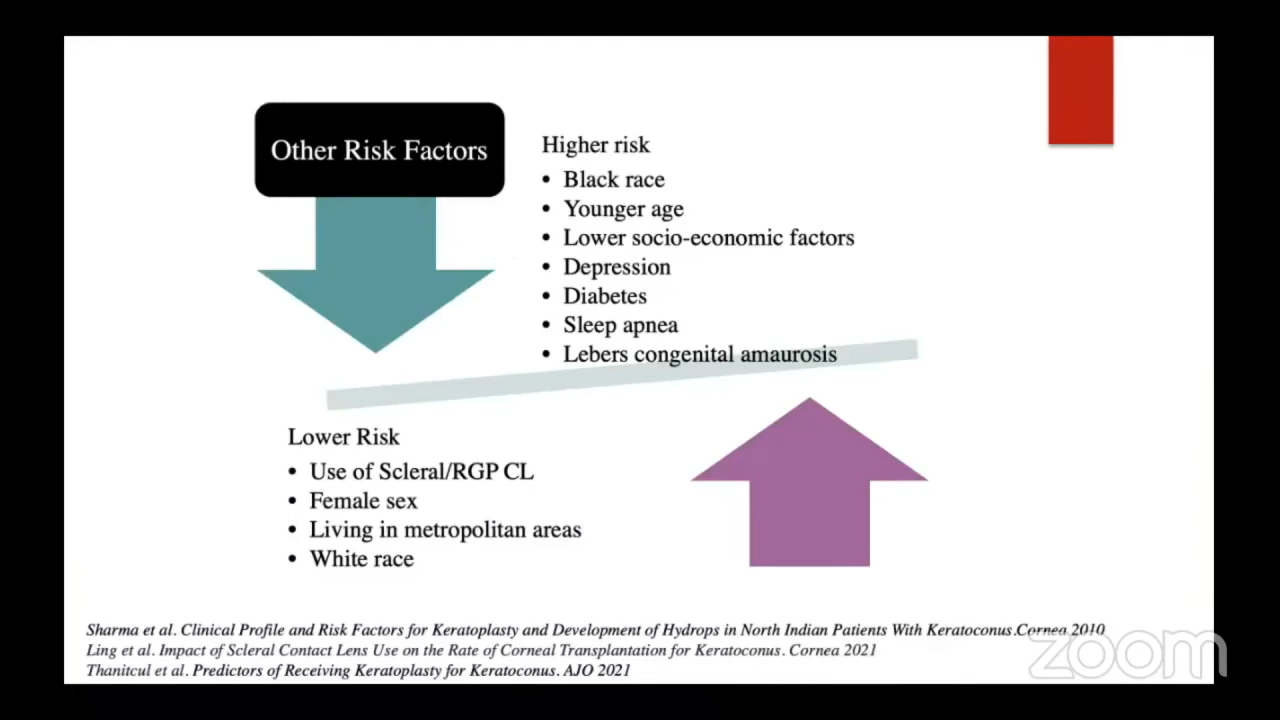 Other Risk Factors
Higher risk
• Black race
• Younger age
• Lower socio-economic factors
• Depression
• Diabetes
• Sleep apnea
• Lebers congenital amaurosis
Lower Risk
• Use of Scleral/RGP CL
• Female sex
• Living in metropolitan areas
• White race
Sharma et al. Clinical Profile and Risk Factors for Keratoplasty and Development of Hydrops in North Indian Patients With Keratoconus.Cornea 2010
Ling et al. Impact of Scleral Contact Lens Use on the Rate of Corneal Transplantation for Keratoconus. Cornea 2021
Thanitcul et al. Predictors of Receiving Keratoplasty for Keratoconus. AJO 2021
zoom